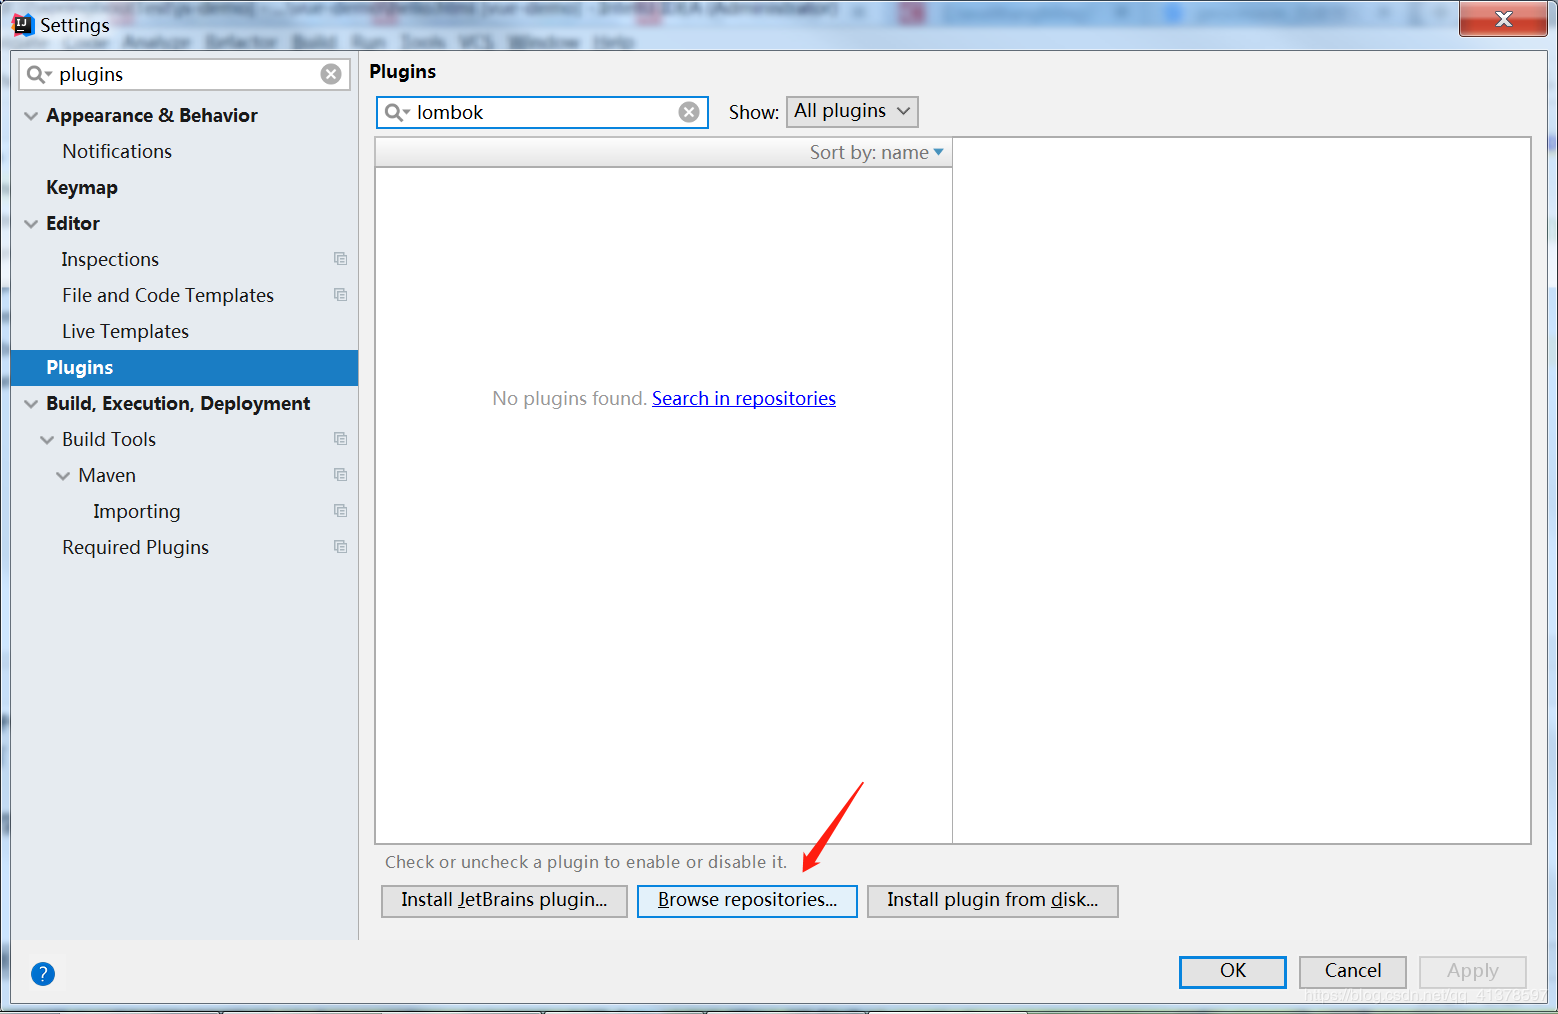 Settings
plugins
Appearance & Behavior
Notifications
Keymap
Editor
Inspections
File and Code Templates
Live Templates
Plugins
Build, Execution, Deployment
Build Tools
Maven
Importing
Required Plugins
Plugins
lombok
Show: All plugins
Sort by: name
No plugins found. Search in repositories
Check or uncheck a plugin to enable or disable it.
Install JetBrains plugin... Browse repositories... Install plugin from disk...
?
OK Cancel Apply
https://blog.csdn.net/qq_41378597